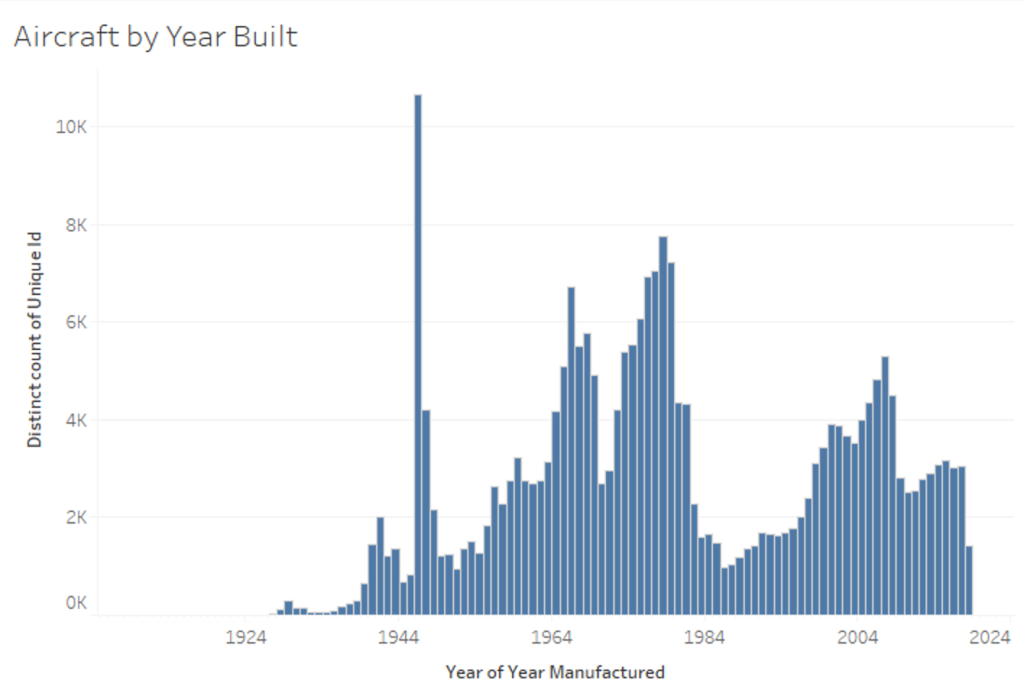 Aircraft by Year Built
10K
8K
6K
4K
2K
0K
Distinct count of Unique Id
1924 1944 1964 1984 2004 2024
Year of Year Manufactured